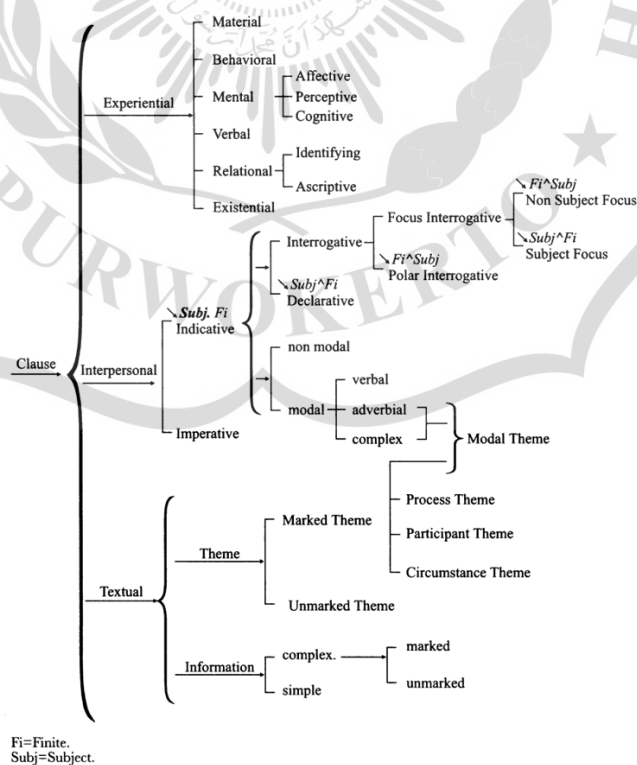 Material
Behavioral
Affective
Experiential
Mental
Perceptive
Cognitive
Verbal
Identifying
Relational
Ascriptive
Existential
↘Fi^Subj
Non Subject Focus
Focus Interrogative
Interrogative
↘Subj^Fi
Subject Focus
↘Fi^Subj
Polar Interrogative
↘Subj^Fi
Declarative
↘Subj. Fi
Indicative
non modal
Clause
Interpersonal
verbal
modal
adverbial
complex
Modal Theme
Imperative
Process Theme
Marked Theme
Participant Theme
Theme
Circumstance Theme
Textual
Unmarked Theme
complex.
marked
Information
simple
unmarked
Fi=Finite.
Subj=Subject.
PURWOKERTO